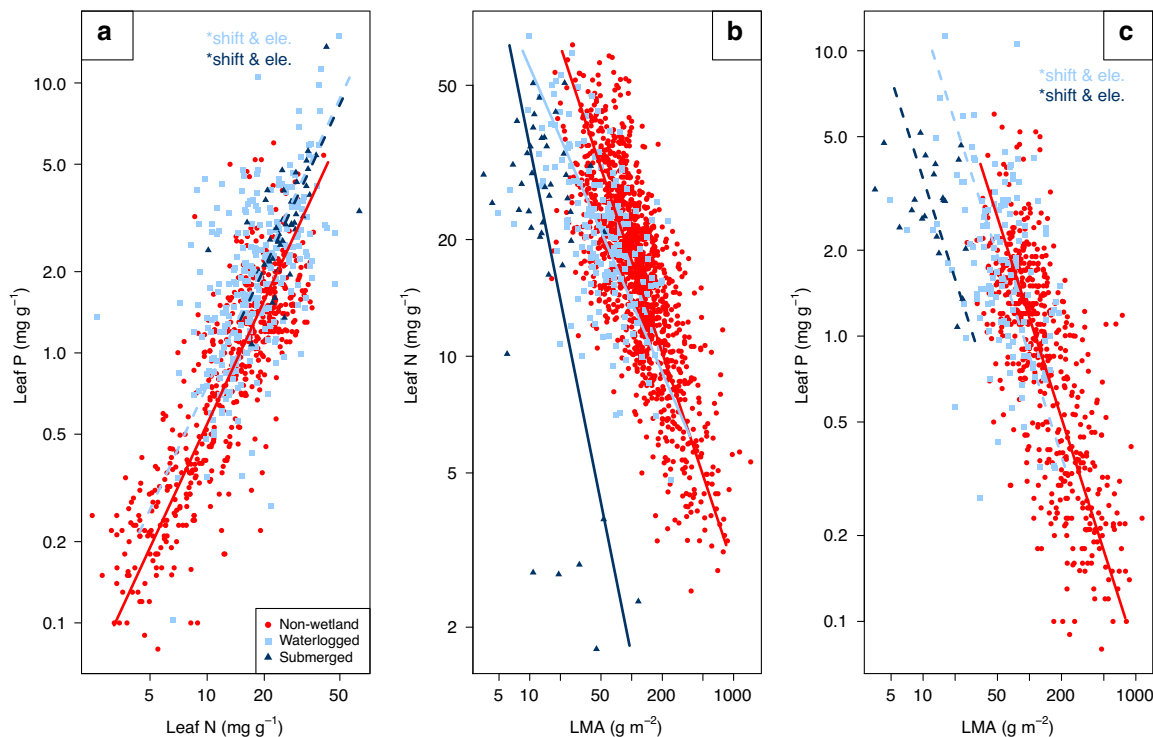 a
*shift & ele.
*shift & ele.
10.0
5.0
2.0
1.0
0.5
0.2
0.1
Leaf P (mg g⁻¹)
Non-wetland
Waterlogged
Submerged
5
10
20
50
Leaf N (mg g⁻¹)
b
50
20
10
5
2
Leaf N (mg g⁻¹)
5
10
50
200
1000
LMA (g m⁻²)
c
*shift & ele.
*shift & ele.
10.0
5.0
2.0
1.0
0.5
0.2
0.1
Leaf P (mg g⁻¹)
5
10
50
200
1000
LMA (g m⁻²)